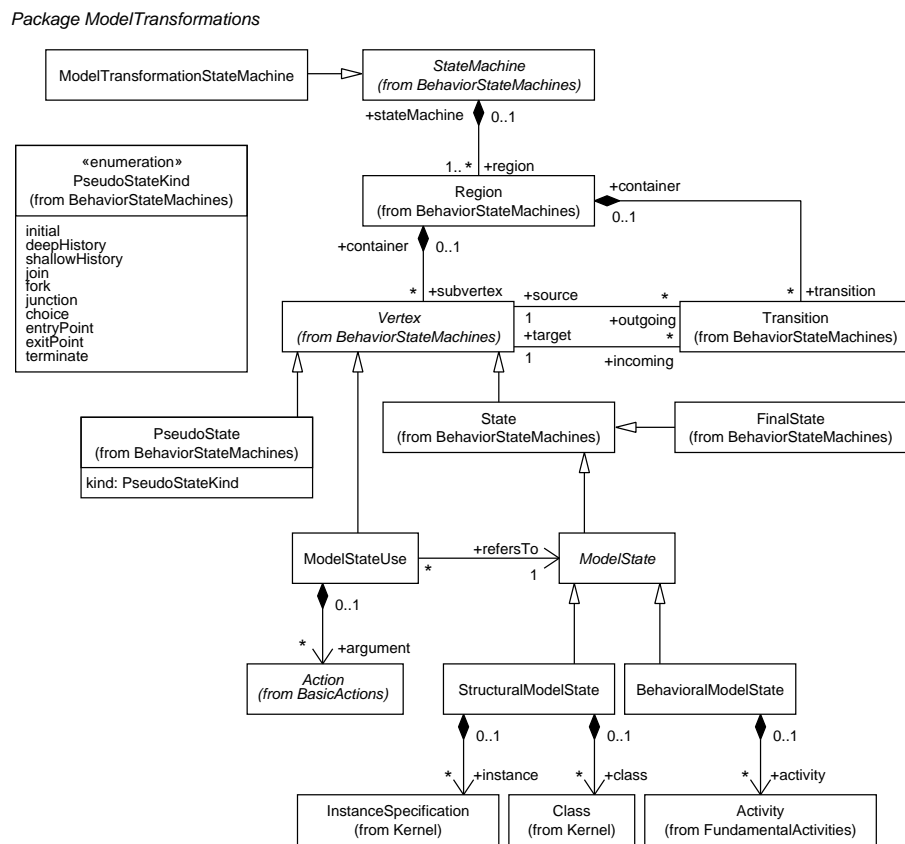 Package ModelTransformations
ModelTransformationStateMachine
StateMachine
(from BehaviorStateMachines)
+stateMachine
0..1
1.. *
+region
«enumeration»
PseudoStateKind
(from BehaviorStateMachines)
initial
deepHistory
shallowHistory
join
fork
junction
choice
entryPoint
exitPoint
terminate
Region
(from BehaviorStateMachines)
+container
0..1
+container
0..1
*
+subvertex
*
+transition
Vertex
(from BehaviorStateMachines)
+source
1
*
+outgoing
+target
1
*
+incoming
Transition
(from BehaviorStateMachines)
PseudoState
(from BehaviorStateMachines)
kind: PseudoStateKind
State
(from BehaviorStateMachines)
FinalState
(from BehaviorStateMachines)
ModelStateUse
*
+refersTo
1
ModelState
0..1
*
+argument
Action
(from BasicActions)
StructuralModelState
BehavioralModelState
0..1
0..1
0..1
*
+instance
*
+class
*
+activity
InstanceSpecification
(from Kernel)
Class
(from Kernel)
Activity
(from FundamentalActivities)